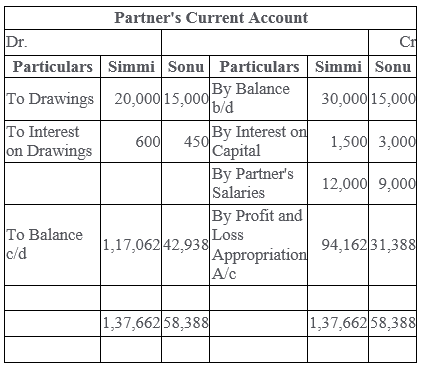 Partner's Current Account
Dr. Cr
Particulars Simmi Sonu Particulars Simmi Sonu
To Drawings 20,000 15,000 By Balance b/d 30,000 15,000
To Interest on Drawings 600 450 By Interest on Capital 1,500 3,000
By Partner's Salaries 12,000 9,000
To Balance c/d 1,17,062 42,938 By Profit and Loss Appropriation A/c 94,162 31,388
1,37,662 58,388 1,37,662 58,388